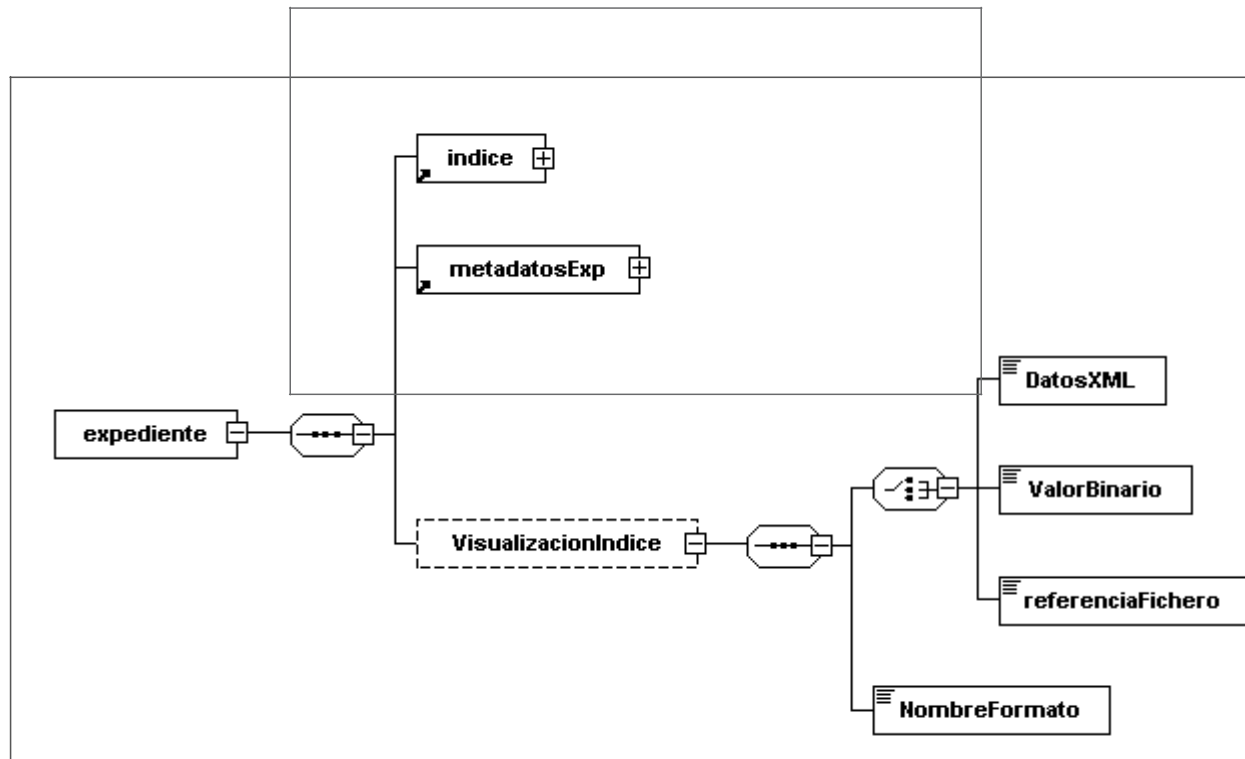 indice
metadatosExp
DatosXML
expediente
ValorBinario
VisualizacionIndice
referenciaFichero
NombreFormato